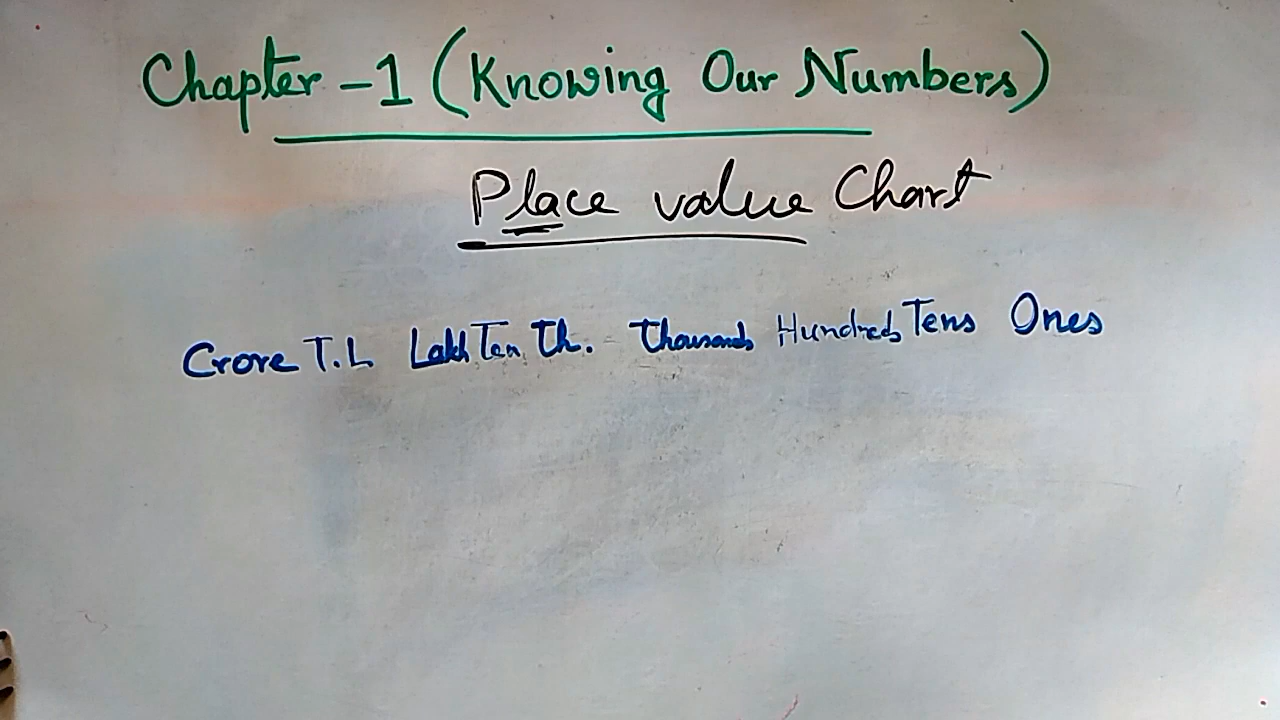 Chapter -1 (Knowing Our Numbers)
Place value Chart
Crore T.L Lakh Ten Th. Thousands Hundreds Tens Ones